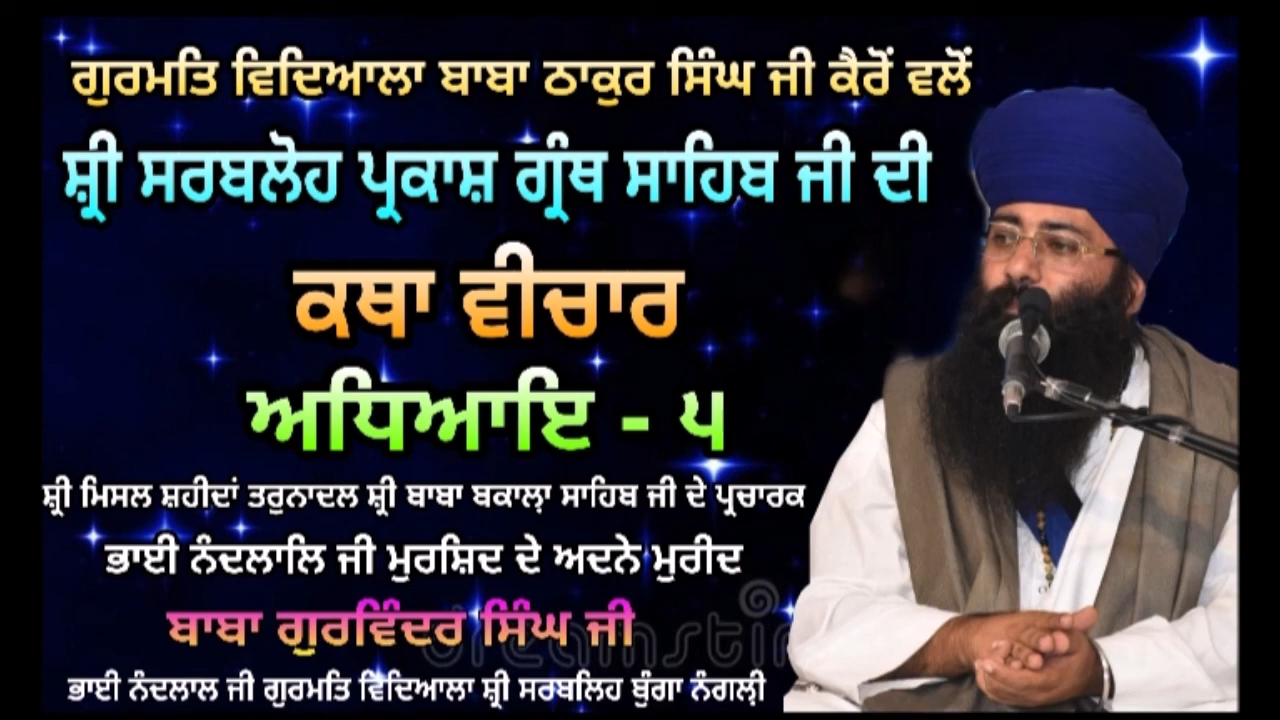 ਗੁਰਮਤਿ ਵਿਦਿਆਲਾ ਬਾਬਾ ਠਾਕੁਰ ਸਿੰਘ ਜੀ ਕੈਰੋਂ ਵਲੋਂ
ਸ਼੍ਰੀ ਸਰਬਲੋਹ ਪ੍ਰਕਾਸ਼ ਗ੍ਰੰਥ ਸਾਹਿਬ ਜੀ ਦੀ
ਕਥਾ ਵੀਚਾਰ
ਅਧਿਆਇ - ੫
ਸ਼੍ਰੀ ਮਿਸਲ ਸ਼ਹੀਦਾਂ ਤਰੁਨਾਦਲ ਸ਼੍ਰੀ ਬਾਬਾ ਬਕਾਲ਼ਾ ਸਾਹਿਬ ਜੀ ਦੇ ਪ੍ਰਚਾਰਕ
ਭਾਈ ਨੰਦਲਾਲਿ ਜੀ ਮੁਰਸ਼ਿਦ ਦੇ ਅਦਨੇ ਮੁਰੀਦ
ਬਾਬਾ ਗੁਰਵਿੰਦਰ ਸਿੰਘ ਜੀ
ਭਾਈ ਨੰਦਲਾਲ ਜੀ ਗੁਰਮਤਿ ਵਿਦਿਆਲਾ ਸ਼੍ਰੀ ਸਰਬਲਿਹ ਬੁੰਗਾ ਨੰਗਲ਼ੀ